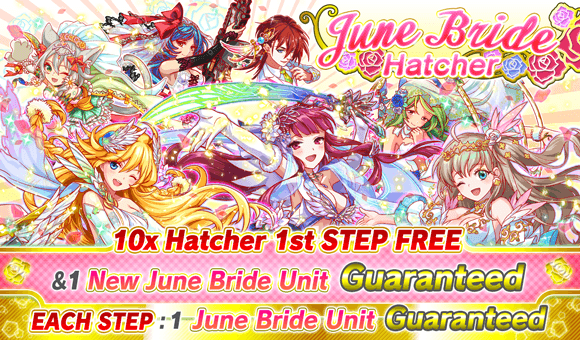 June Bride
Hatcher
10x Hatcher 1st STEP FREE
&1 New June Bride Unit Guaranteed
EACH STEP : 1 June Bride Unit Guaranteed